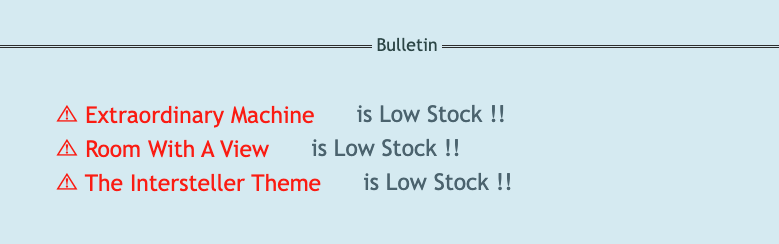 Bulletin
⚠ Extraordinary Machine is Low Stock !!
⚠ Room With A View is Low Stock !!
⚠ The Intersteller Theme is Low Stock !!